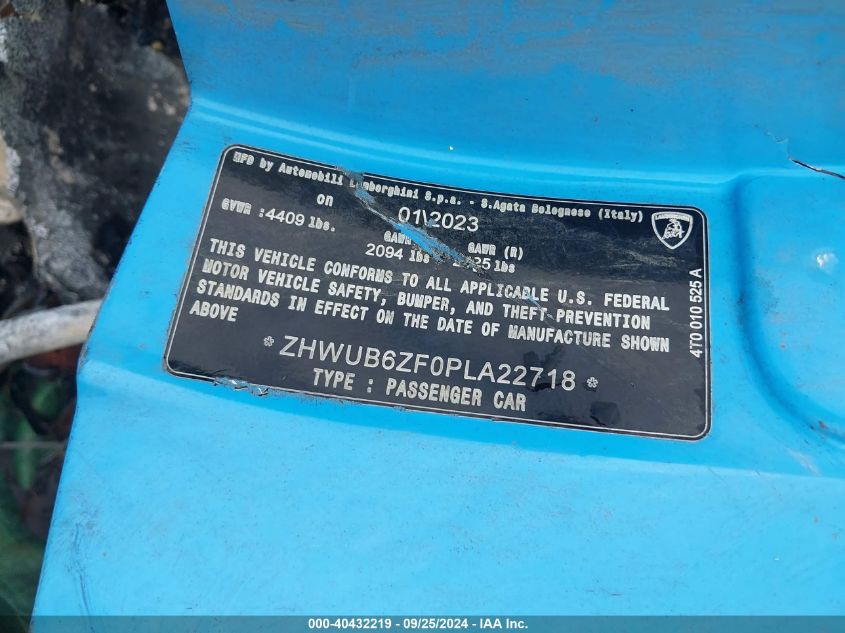 MFD by Automobili Lamborghini S.p.a. - S.Agata Bolognese (Italy)
on 01\2023
GVWR :4409 lbs. GAWR 2094 lbs GAWR (R) lbs
THIS VEHICLE CONFORMS TO ALL APPLICABLE U.S. FEDERAL
MOTOR VEHICLE SAFETY, BUMPER, AND THEFT PREVENTION
STANDARDS IN EFFECT ON THE DATE OF MANUFACTURE SHOWN
ABOVE
* ZHWUB6ZF0PLA22718 *
TYPE : PASSENGER CAR
LAMBORGHINI
4T0 010 525 A
000-40432219 - 09/25/2024 - IAA Inc.